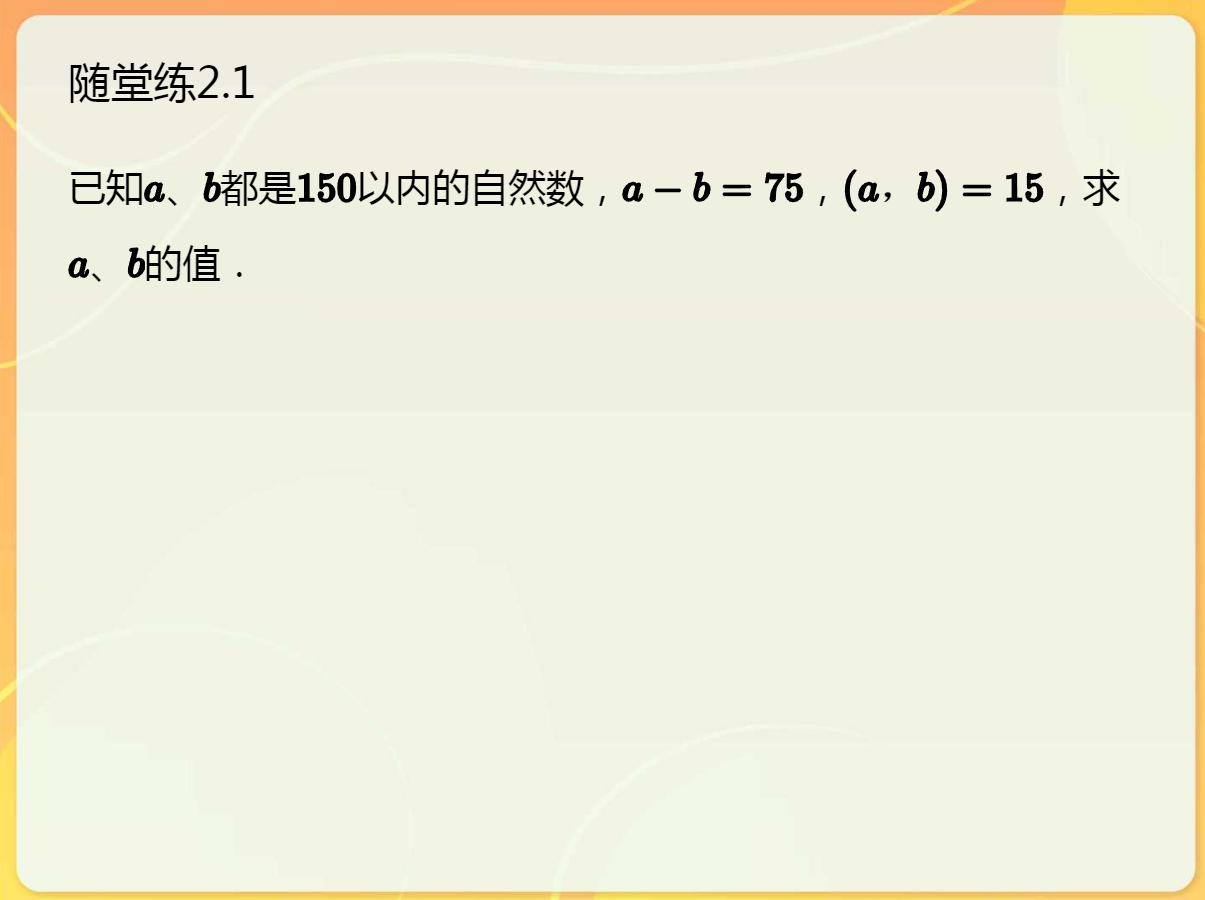 随堂练2.1
已知a、b都是150以内的自然数，a − b = 75，(a，b) = 15，求
a、b的值．